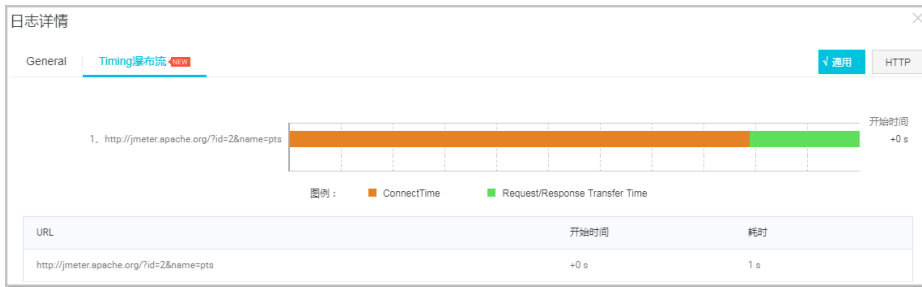 日志详情
General Timing瀑布流 NEW √ 通用 HTTP
开始时间
1、http://jmeter.apache.org/?id=2&name=pts +0 s
图例： ConnectTime Request/Response Transfer Time
URL 开始时间 耗时
http://jmeter.apache.org/?id=2&name=pts +0 s 1 s